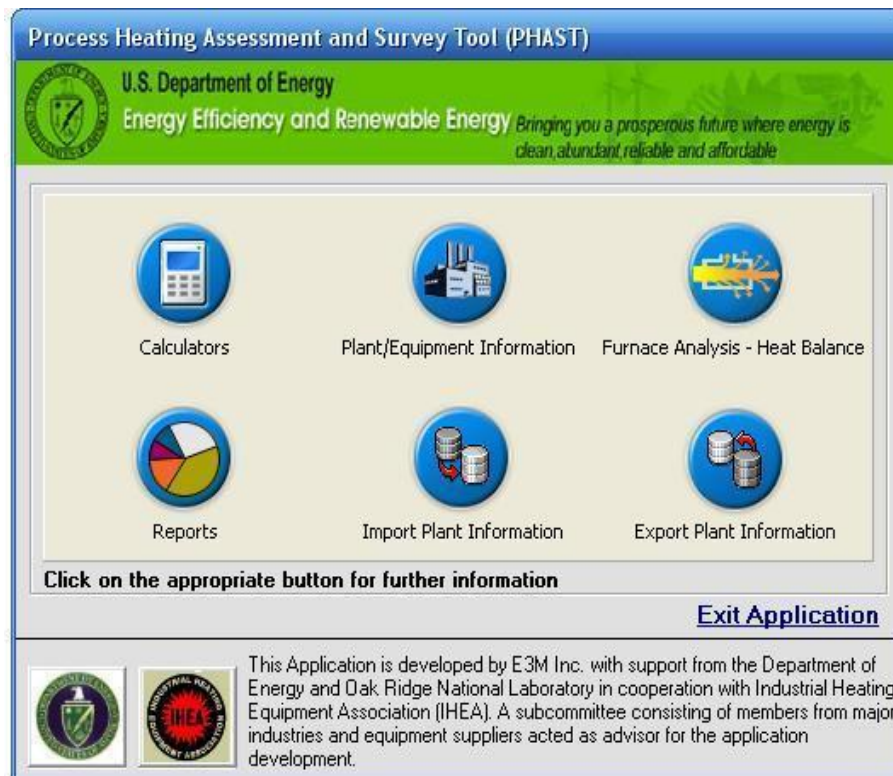 Process Heating Assessment and Survey Tool (PHAST)
U.S. Department of Energy
Energy Efficiency and Renewable Energy Bringing you a prosperous future where energy is
clean,abundant,reliable and affordable
Calculators
Plant/Equipment Information
Furnace Analysis - Heat Balance
Reports
Import Plant Information
Export Plant Information
Click on the appropriate button for further information
Exit Application
This Application is developed by E3M Inc. with support from the Department of
Energy and Oak Ridge National Laboratory in cooperation with Industrial Heating
Equipment Association (IHEA). A subcommittee consisting of members from major
industries and equipment suppliers acted as advisor for the application
development.
INDUSTRIAL HEATING
IHEA
EQUIPMENT ASSOCIATION